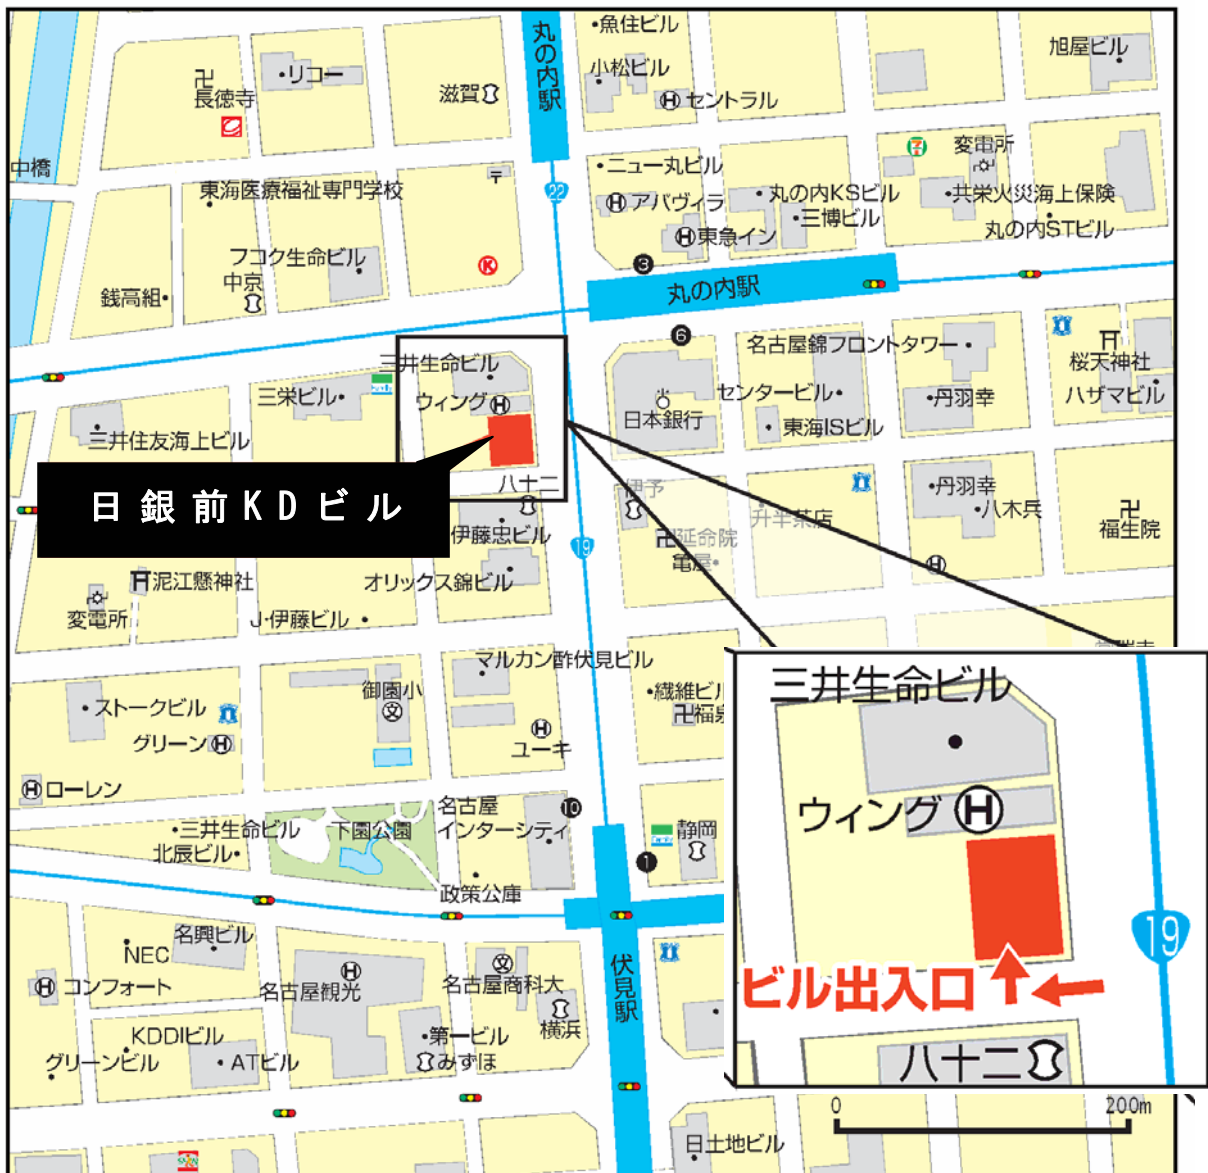 丸の内駅
魚住ビル
旭屋ビル
小松ビル
リコー
長徳寺
滋賀
セントラル
中橋
ニュー丸ビル
変電所
東海医療福祉専門学校
アパヴィラ
丸の内KSビル
三博ビル
共栄火災海上保険
丸の内STビル
22
東急イン
フコク生命ビル
中京
銭高組
K
3
丸の内駅
6
名古屋錦フロントタワー
桜天神社
三井生命ビル
三栄ビル
ウィング
日本銀行
センタービル
東海ISビル
丹羽幸
ハザマビル
三井住友海上ビル
日銀前KDビル
八十二
伊予
升半茶店
丹羽幸
八木兵
福生院
伊藤忠ビル
19
延命院
亀屋
泥江縣神社
オリックス錦ビル
変電所
J・伊藤ビル
マルカン酢伏見ビル
御園小
文
繊維ビル
ストークビル
グリーン
ユーキ
ローレン
名古屋
インターシティ
10
三井生命ビル
下園公園
北辰ビル
静岡
1
政策公庫
名興ビル
NEC
コンフォート
名古屋観光
名古屋商科大
文
横浜
伏見駅
KDDIビル
グリーンビル
ATビル
第一ビル
みずほ
日土地ビル
三井生命ビル
ウィング H
19
ビル出入口
八十二
0 200m